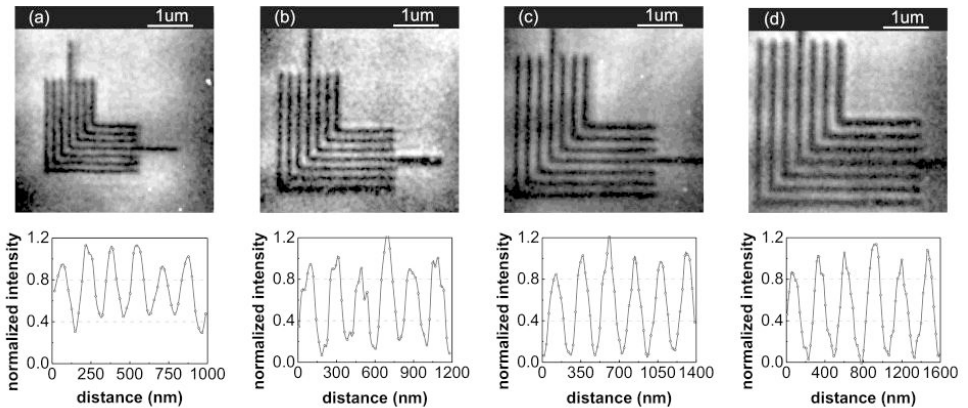 (a) 1um
(b) 1um
(c) 1um
(d) 1um
normalized intensity
1.2
0.8
0.4
0.0
0 250 500 750 1000
distance (nm)
normalized intensity
1.2
0.8
0.4
0.0
0 300 600 900 1200
distance (nm)
normalized intensity
1.2
0.8
0.4
0.0
0 350 700 1050 1400
distance (nm)
normalized intensity
1.2
0.8
0.4
0.0
0 400 800 1200 1600
distance (nm)